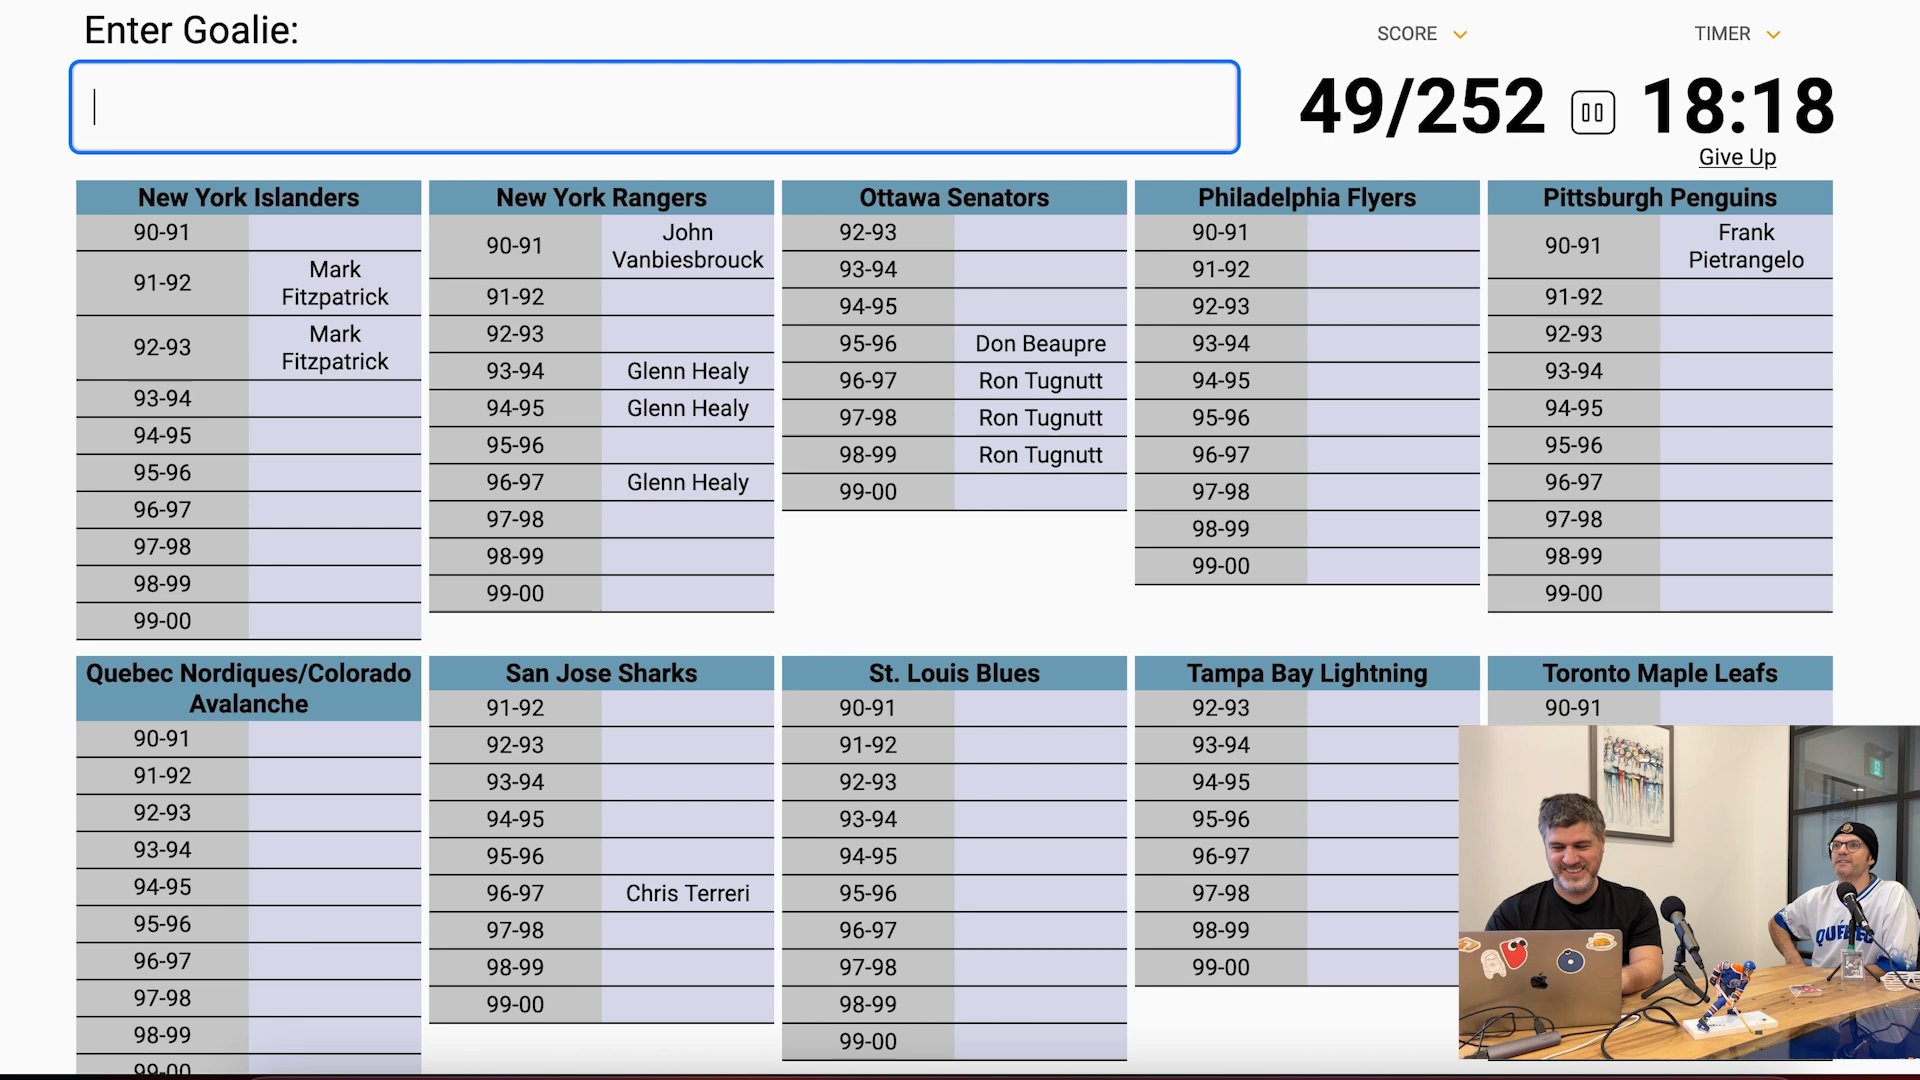 Enter Goalie:
SCORE
TIMER
49/252
18:18
Give Up
New York Islanders
90-91
91-92 Mark Fitzpatrick
92-93 Mark Fitzpatrick
93-94
94-95
95-96
96-97
97-98
98-99
99-00
New York Rangers
90-91 John Vanbiesbrouck
91-92
92-93
93-94 Glenn Healy
94-95 Glenn Healy
95-96
96-97 Glenn Healy
97-98
98-99
99-00
Ottawa Senators
92-93
93-94
94-95
95-96 Don Beaupre
96-97 Ron Tugnutt
97-98 Ron Tugnutt
98-99 Ron Tugnutt
99-00
Philadelphia Flyers
90-91
91-92
92-93
93-94
94-95
95-96
96-97
97-98
98-99
99-00
Pittsburgh Penguins
90-91 Frank Pietrangelo
91-92
92-93
93-94
94-95
95-96
96-97
97-98
98-99
99-00
Quebec Nordiques/Colorado
Avalanche
90-91
91-92
92-93
93-94
94-95
95-96
96-97
97-98
98-99
99-00
San Jose Sharks
91-92
92-93
93-94
94-95
95-96
96-97 Chris Terreri
97-98
98-99
99-00
St. Louis Blues
90-91
91-92
92-93
93-94
94-95
95-96
96-97
97-98
98-99
99-00
Tampa Bay Lightning
92-93
93-94
94-95
95-96
96-97
97-98
98-99
99-00
Toronto Maple Leafs
90-91